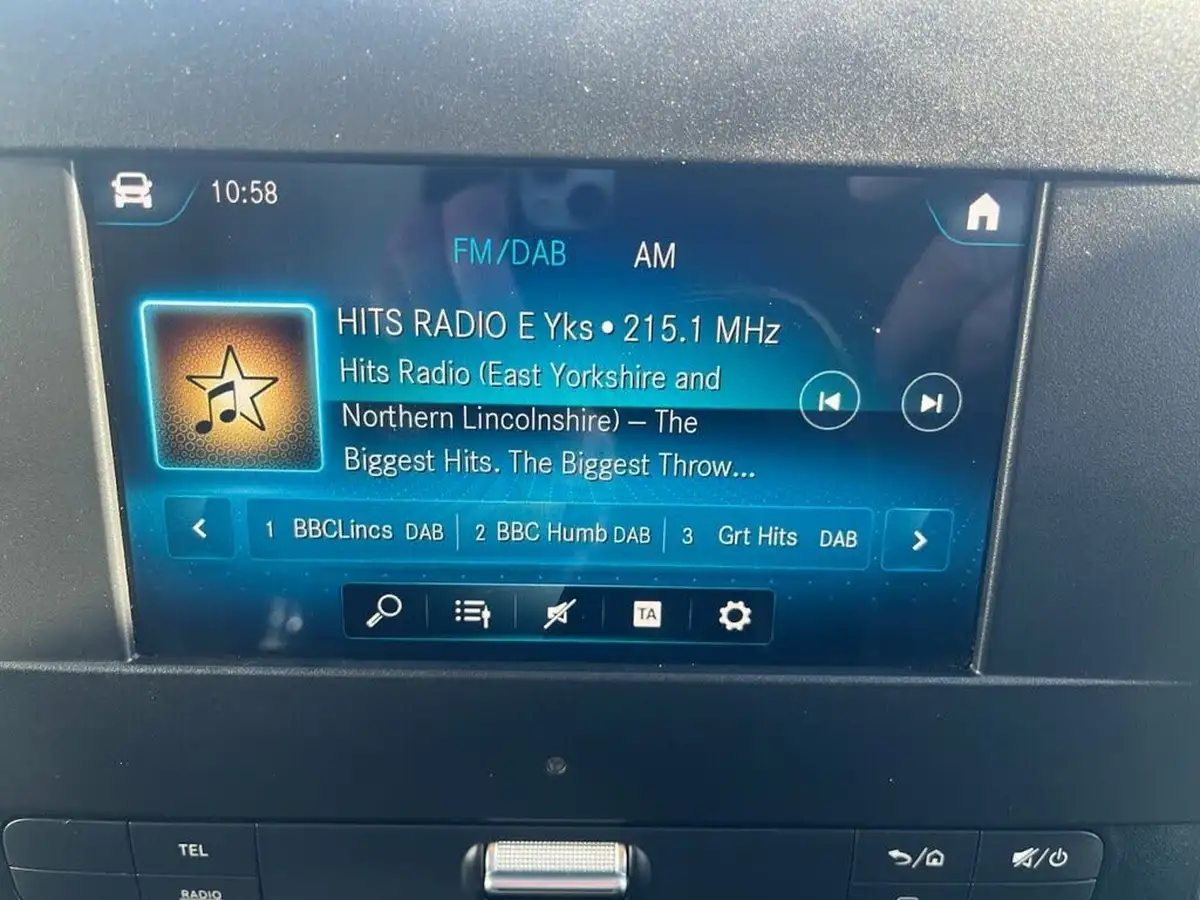 10:58
FM/DAB AM
HITS RADIO E Yks • 215.1 MHz
Hits Radio (East Yorkshire and
Northern Lincolnshire) – The
Biggest Hits. The Biggest Throw...
1 BBCLincs DAB 2 BBC Humb DAB 3 Grt Hits DAB
TA
TEL
RADIO